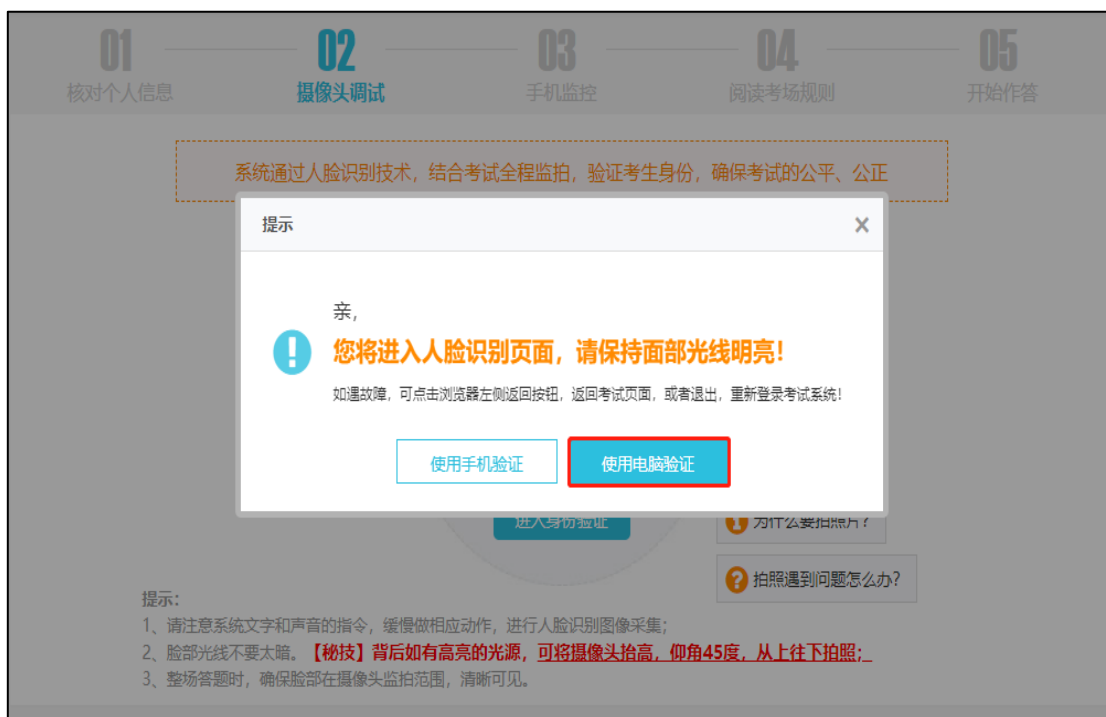 01 02 03 04 05
核对个人信息 摄像头调试 手机监控 阅读考场规则 开始作答
系统通过人脸识别技术，结合考试全程监拍，验证考生身份，确保考试的公平、公正
提示
亲，
您将进入人脸识别页面，请保持面部光线明亮！
如遇故障，可点击浏览器左侧返回按钮，返回考试页面，或者退出，重新登录考试系统！
使用手机验证 使用电脑验证
进入身份验证
为什么要拍照片？
拍照遇到问题怎么办？
提示：
1、请注意系统文字和声音的指令，缓慢做相应动作，进行人脸识别图像采集；
2、脸部光线不要太暗。【秘技】背后如有高亮的光源，可将摄像头抬高，仰角45度，从上往下拍照；
3、整场答题时，确保脸部在摄像头监拍范围，清晰可见。